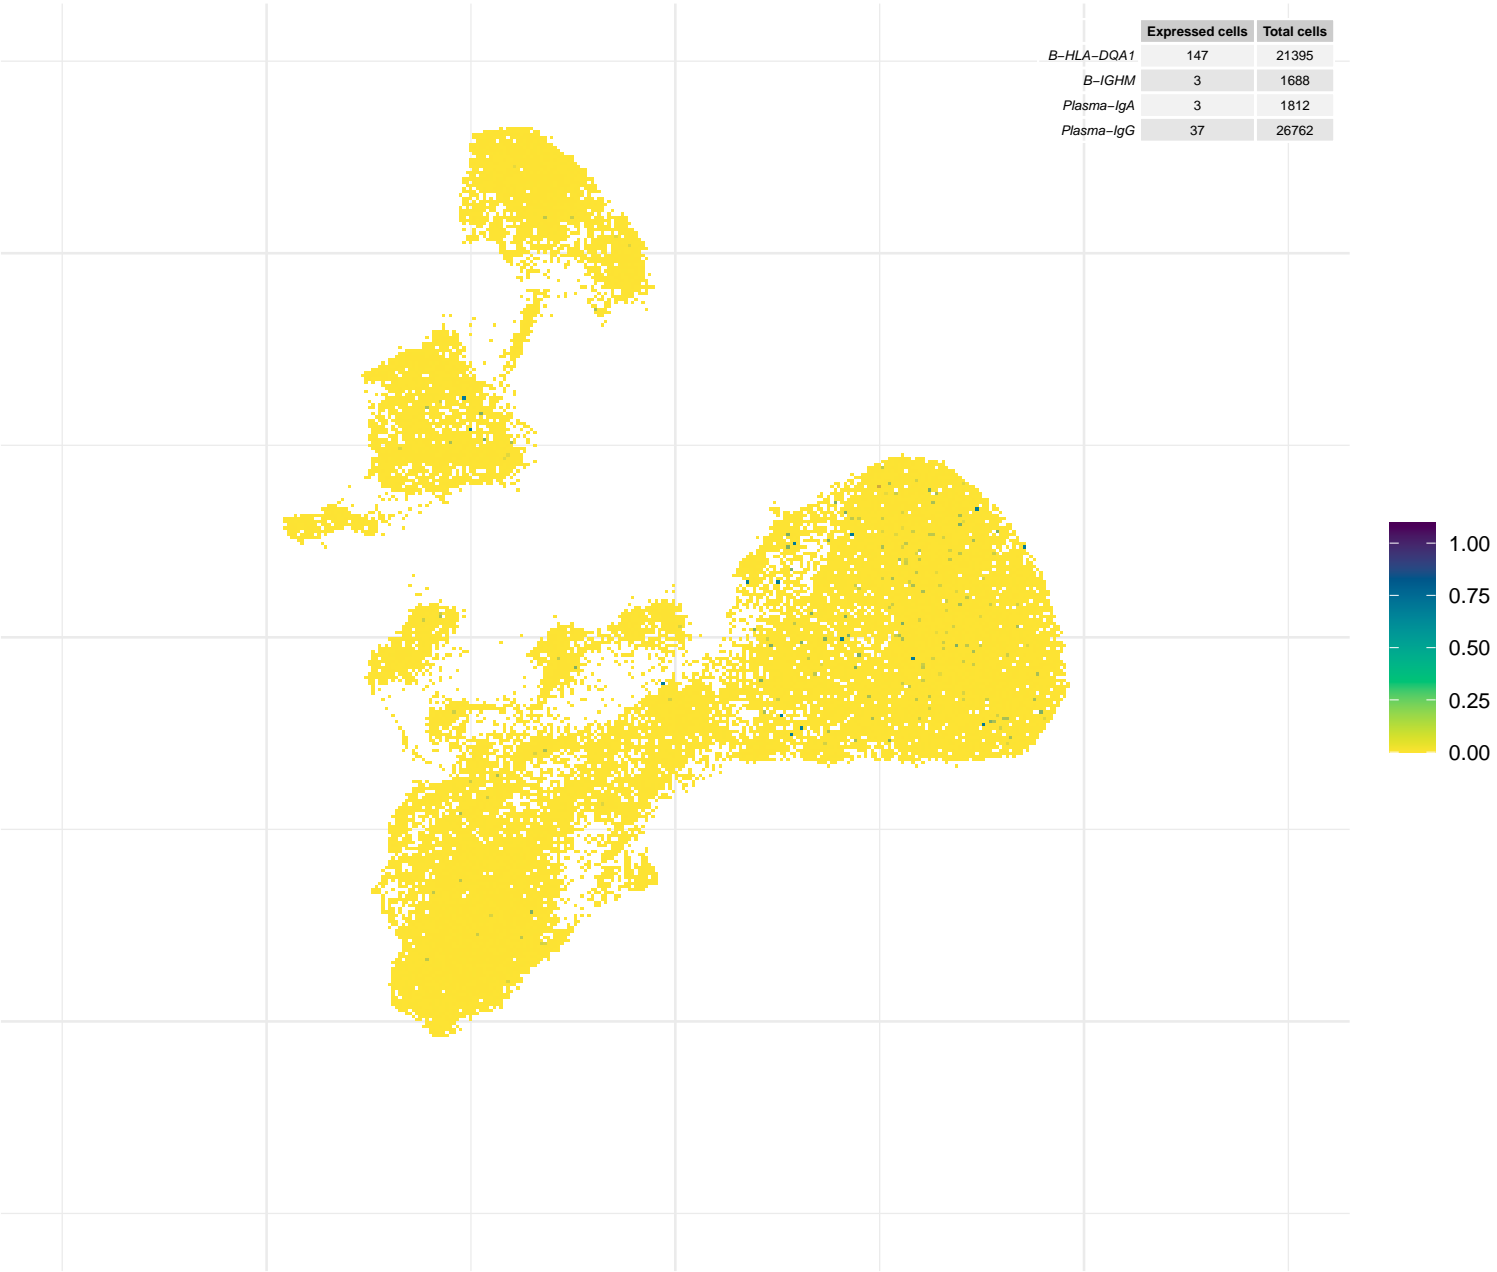 Expressed cells Total cells
B−HLA−DQA1 147 21395
B−IGHM 3 1688
Plasma−IgA 3 1812
Plasma−IgG 37 26762
1.00
0.75
0.50
0.25
0.00